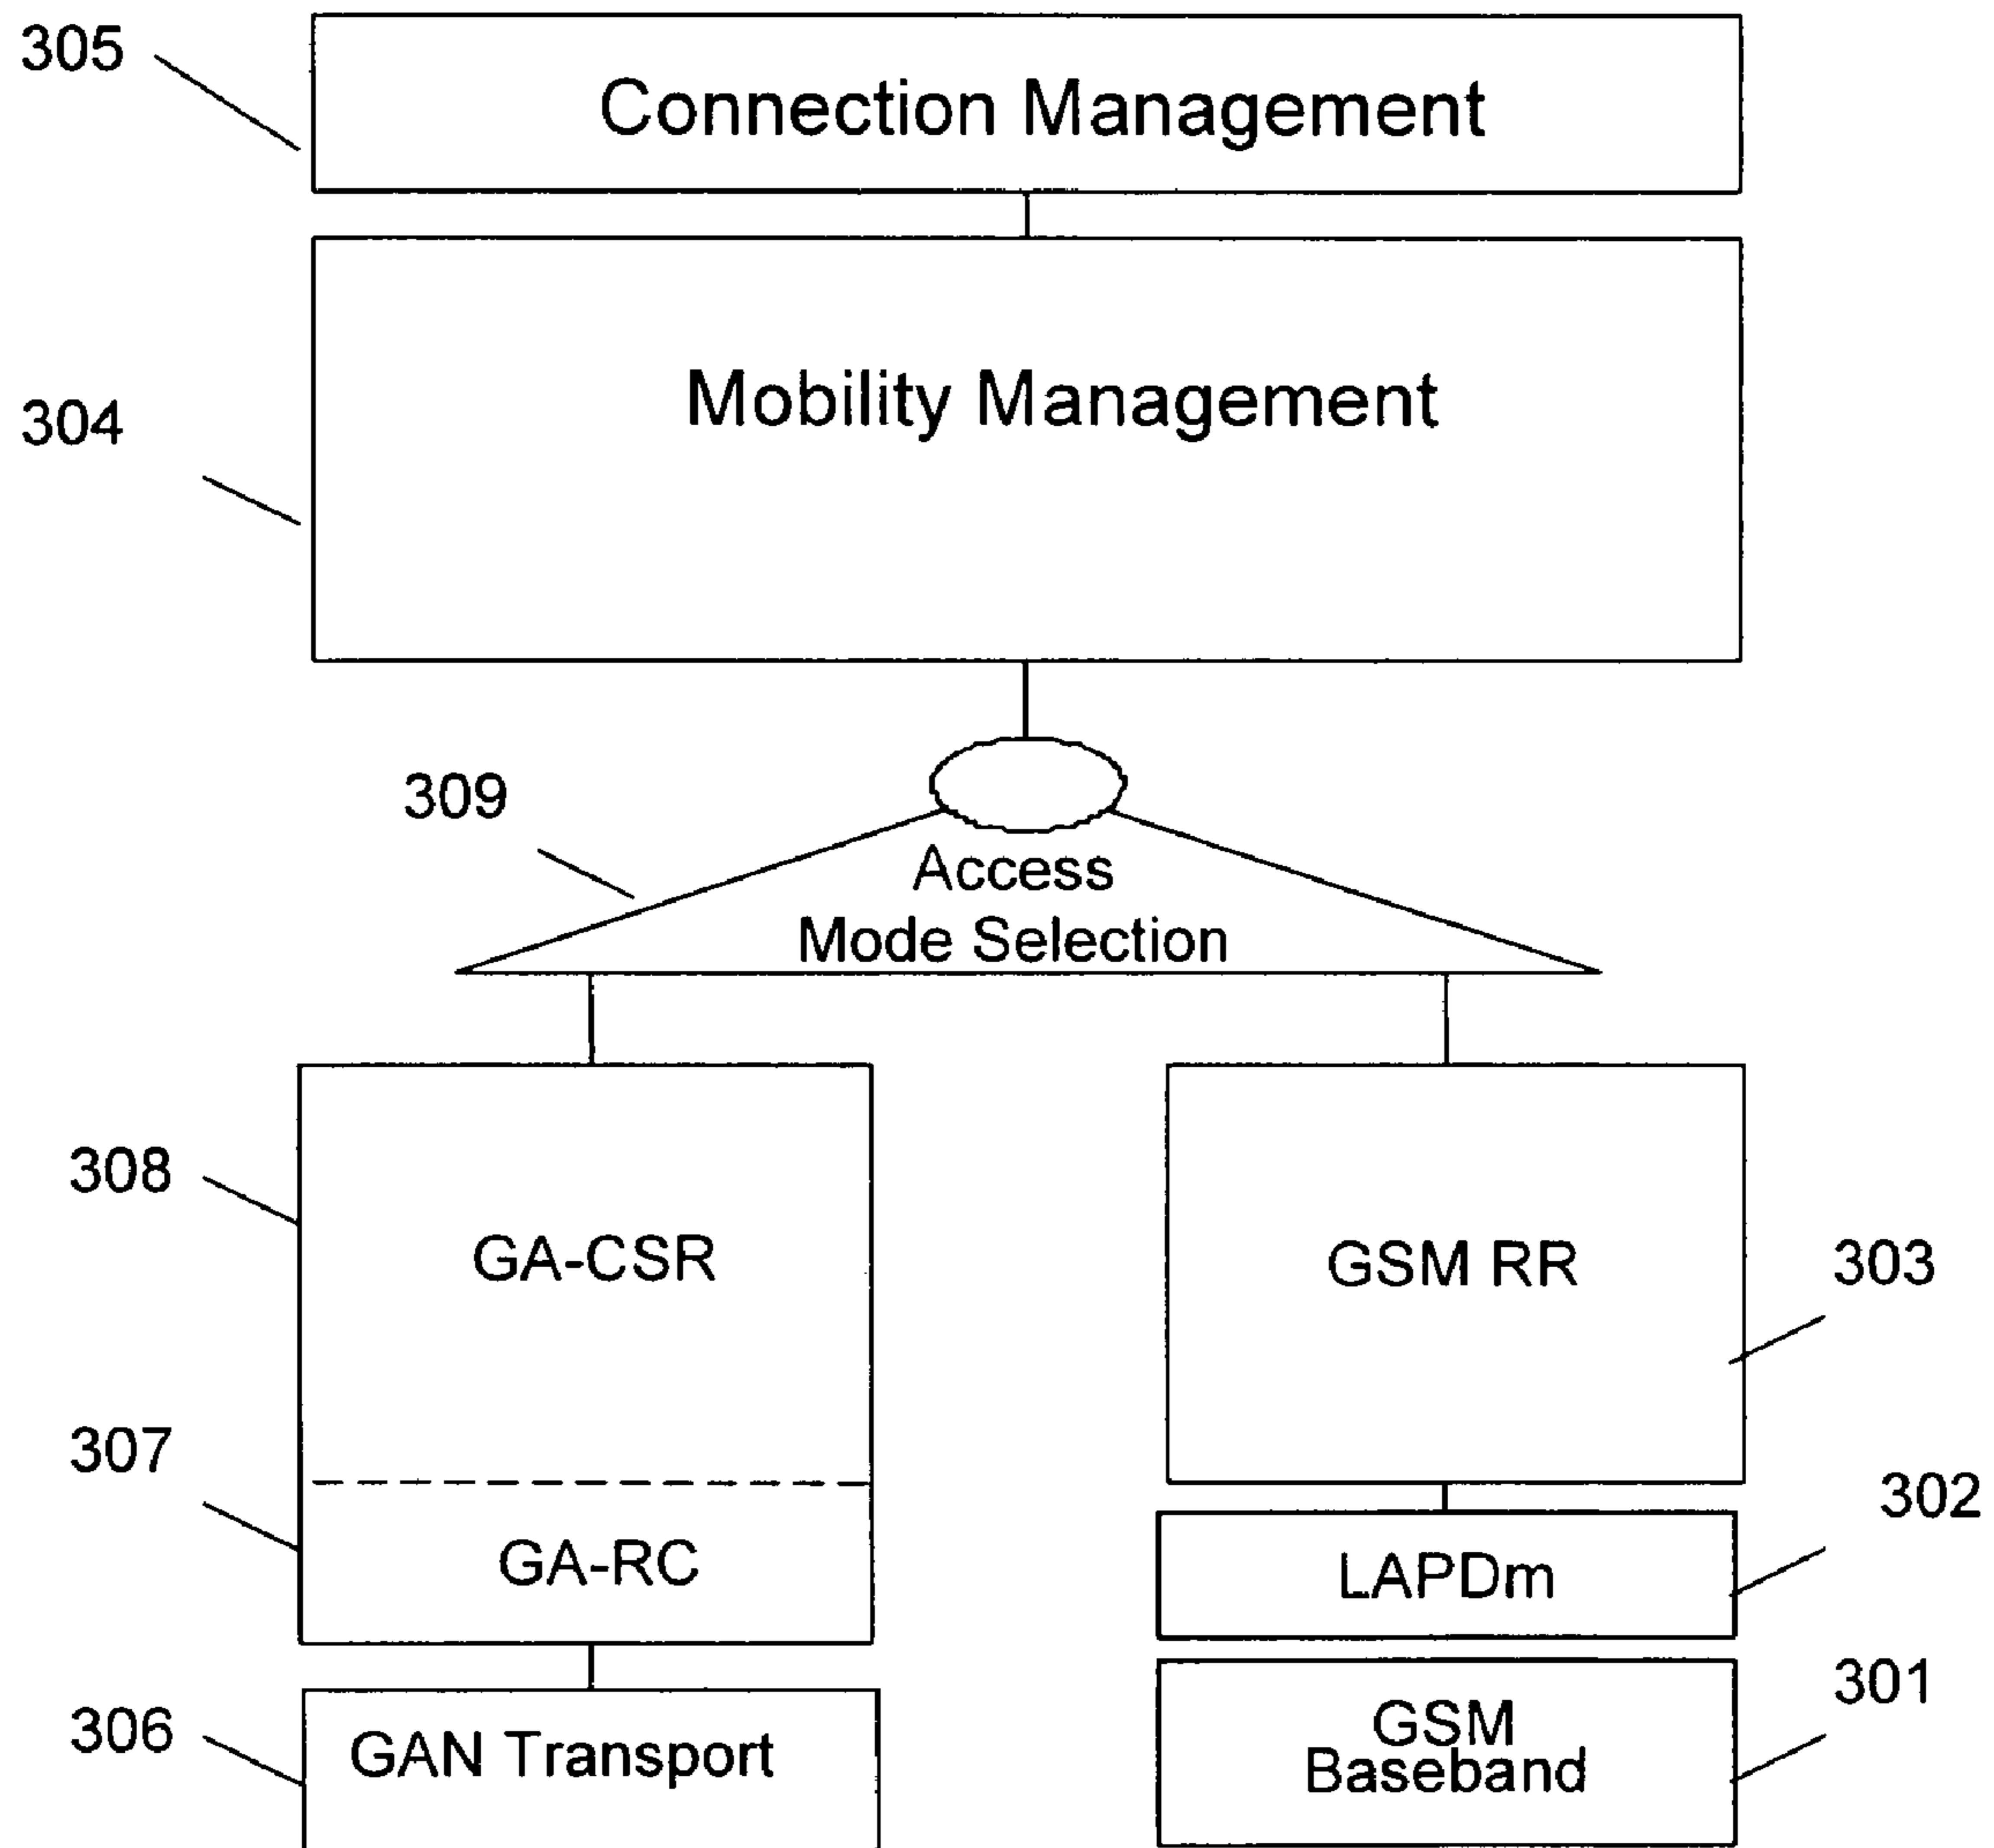 305
Connection Management
304
Mobility Management
309
Access
Mode Selection
308
GA-CSR
GSM RR
303
307
GA-RC
302
LAPDm
306
GAN Transport
301
GSM
Baseband